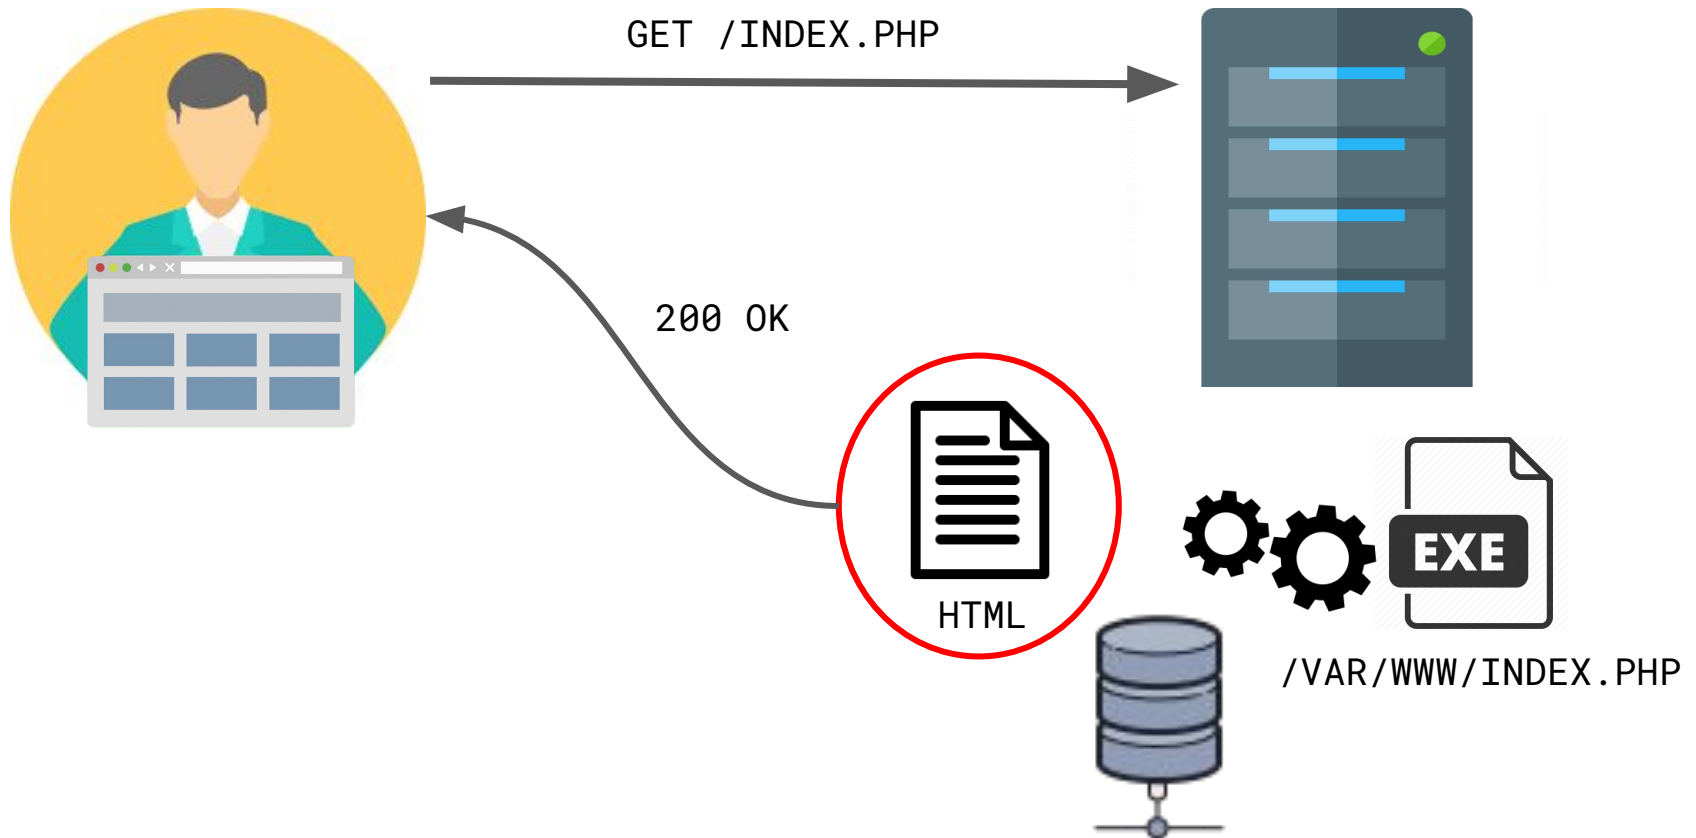 GET /INDEX.PHP
200 OK
HTML
EXE
/VAR/WWW/INDEX.PHP